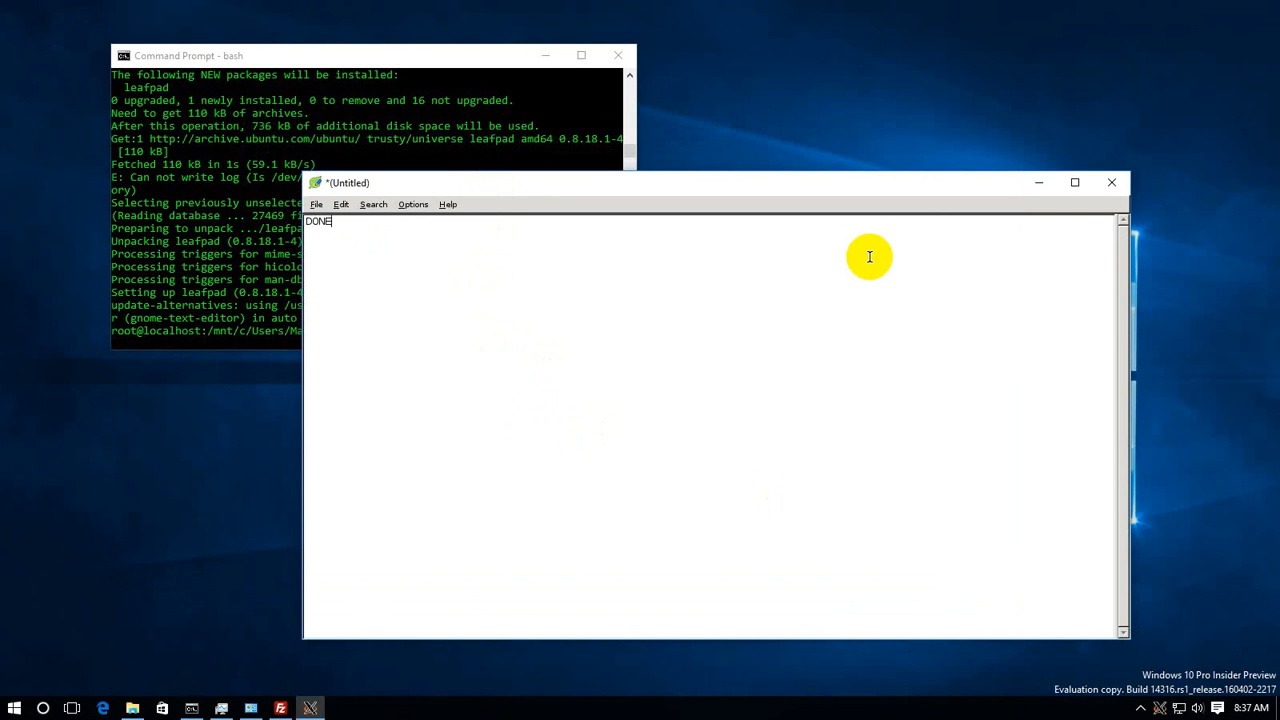 Command Prompt - bash
The following NEW packages will be installed:
leafpad
0 upgraded, 1 newly installed, 0 to remove and 16 not upgraded.
Need to get 110 kB of archives.
After this operation, 736 kB of additional disk space will be used.
Get:1 http://archive.ubuntu.com/ubuntu/ trusty/universe leafpad amd64 0.8.18.1-4
[110 kB]
Fetched 110 kB in 1s (59.1 kB/s)
E: Can not write log (Is /dev/
ory)
Selecting previously unselecte
(Reading database ... 27469 fi
Preparing to unpack .../leafpa
Unpacking leafpad (0.8.18.1-4)
Processing triggers for mime-s
Processing triggers for hicolo
Processing triggers for man-db
Setting up leafpad (0.8.18.1-4
update-alternatives: using /us
r (gnome-text-editor) in auto
root@localhost:/mnt/c/Users/Ma
*(Untitled)
File Edit Search Options Help
DONE
Windows 10 Pro Insider Preview
Evaluation copy. Build 14316.rs1_release.160402-2217
8:37 AM